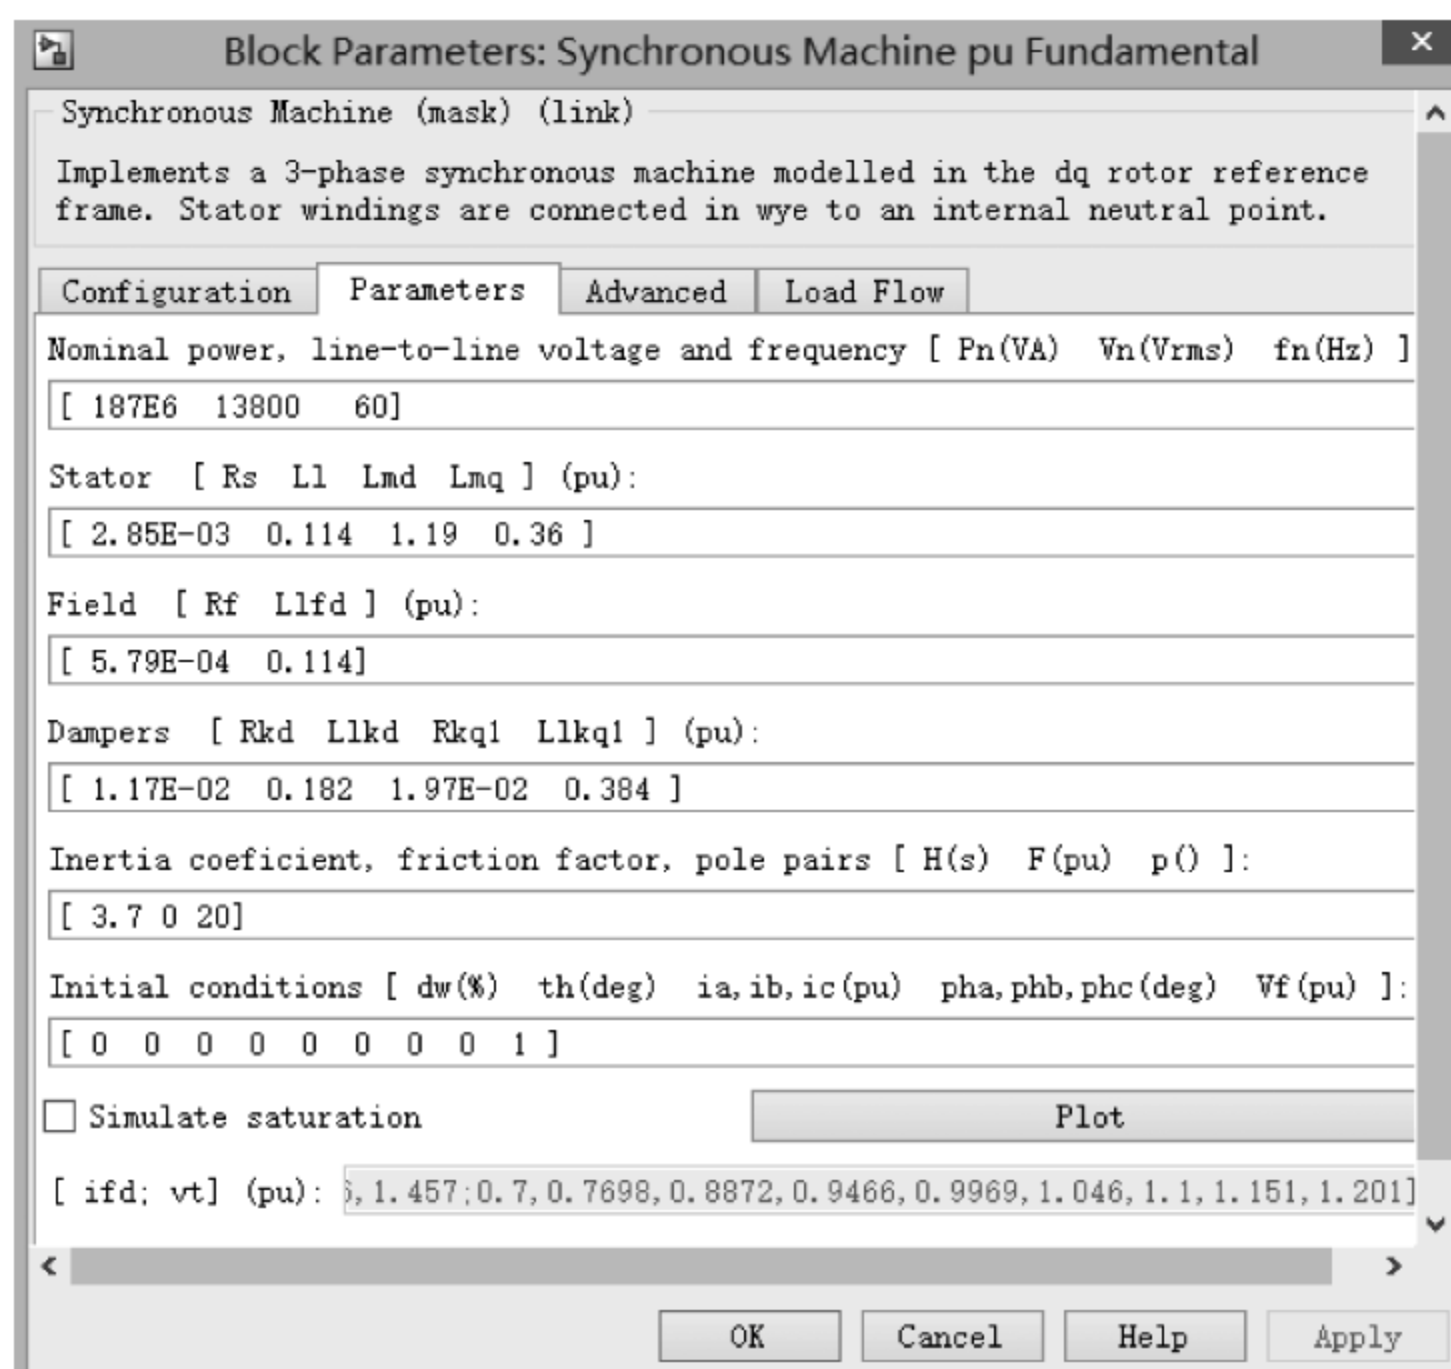 Block Parameters: Synchronous Machine pu Fundamental
Synchronous Machine (mask) (link)
Implements a 3-phase synchronous machine modelled in the dq rotor reference
frame. Stator windings are connected in wye to an internal neutral point.
Configuration Parameters Advanced Load Flow
Nominal power, line-to-line voltage and frequency [ Pn(VA) Vn(Vrms) fn(Hz) ]
[ 187E6 13800 60]
Stator [ Rs Ll Lmd Lmq ] (pu):
[ 2.85E-03 0.114 1.19 0.36 ]
Field [ Rf Llfd ] (pu):
[ 5.79E-04 0.114]
Dampers [ Rkd Llkd Rkq1 Llkq1 ] (pu):
[ 1.17E-02 0.182 1.97E-02 0.384 ]
Inertia coeficient, friction factor, pole pairs [ H(s) F(pu) p() ]:
[ 3.7 0 20]
Initial conditions [ dw(%) th(deg) ia,ib,ic(pu) pha,phb,phc(deg) Vf(pu) ]:
[ 0 0 0 0 0 0 0 0 1 ]
Simulate saturation Plot
[ ifd; vt] (pu): ,1.457;0.7,0.7698,0.8872,0.9466,0.9969,1.046,1.1,1.151,1.201]
OK Cancel Help Apply